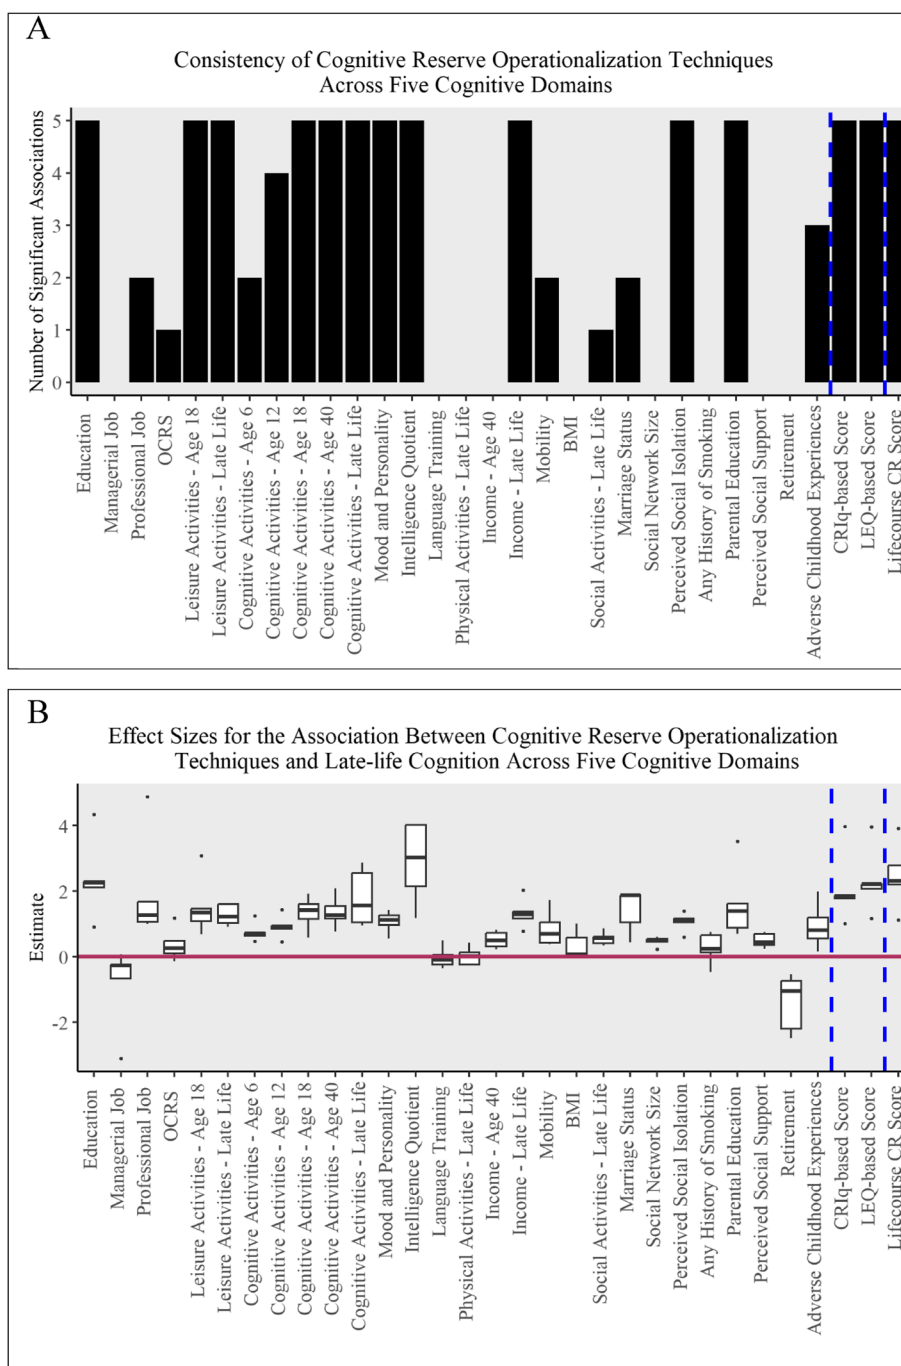 A
Consistency of Cognitive Reserve Operationalization Techniques
Across Five Cognitive Domains
Number of Significant Associations
5
4
3
2
1
0
Education
Managerial Job
Professional Job
OCRS
Leisure Activities - Age 18
Leisure Activities - Late Life
Cognitive Activities - Age 6
Cognitive Activities - Age 12
Cognitive Activities - Age 18
Cognitive Activities - Age 40
Cognitive Activities - Late Life
Mood and Personality
Intelligence Quotient
Language Training
Physical Activities - Late Life
Income - Age 40
Income - Late Life
Mobility
BMI
Social Activities - Late Life
Marriage Status
Social Network Size
Perceived Social Isolation
Any History of Smoking
Parental Education
Perceived Social Support
Retirement
Adverse Childhood Experiences
CRIq-based Score
LEQ-based Score
Lifecourse CR Score
B
Effect Sizes for the Association Between Cognitive Reserve Operationalization
Techniques and Late-life Cognition Across Five Cognitive Domains
Estimate
4
2
0
-2
Education
Managerial Job
Professional Job
OCRS
Leisure Activities - Age 18
Leisure Activities - Late Life
Cognitive Activities - Age 6
Cognitive Activities - Age 12
Cognitive Activities - Age 18
Cognitive Activities - Age 40
Cognitive Activities - Late Life
Mood and Personality
Intelligence Quotient
Language Training
Physical Activities - Late Life
Income - Age 40
Income - Late Life
Mobility
BMI
Social Activities - Late Life
Marriage Status
Social Network Size
Perceived Social Isolation
Any History of Smoking
Parental Education
Perceived Social Support
Retirement
Adverse Childhood Experiences
CRIq-based Score
LEQ-based Score
Lifecourse CR Score